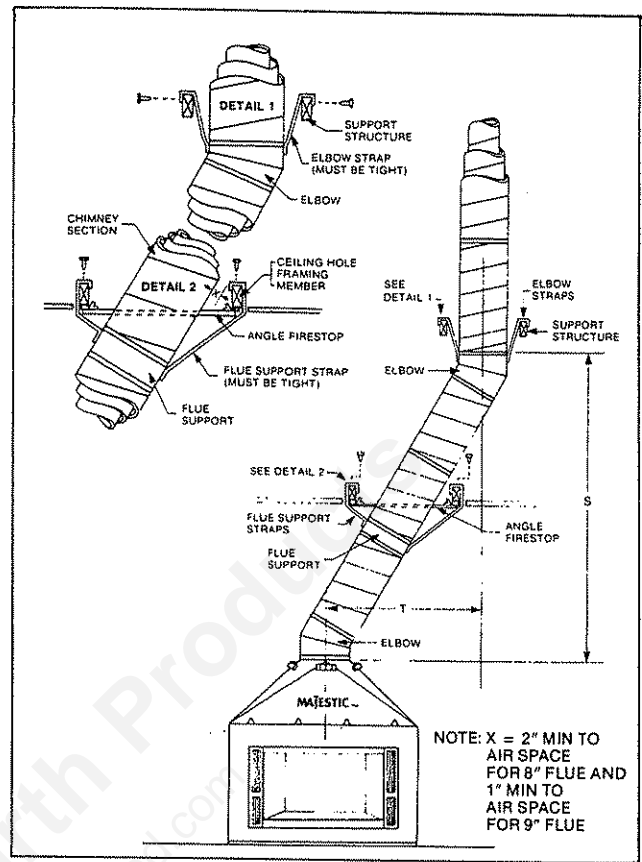 DETAIL 1
SUPPORT
STRUCTURE
ELBOW STRAP
(MUST BE TIGHT)
ELBOW
CHIMNEY
SECTION
DETAIL 2
X
CEILING HOLE
FRAMING
MEMBER
ANGLE FIRESTOP
FLUE SUPPORT STRAP
(MUST BE TIGHT)
FLUE
SUPPORT
SEE
DETAIL 1
ELBOW
STRAPS
SUPPORT
STRUCTURE
ELBOW
S
SEE DETAIL 2
FLUE SUPPORT
STRAPS
FLUE
SUPPORT
ANGLE
FIRESTOP
T
ELBOW
MAJESTIC
NOTE: X = 2" MIN TO
AIR SPACE
FOR 8" FLUE AND
1" MIN TO
AIR SPACE
FOR 9" FLUE